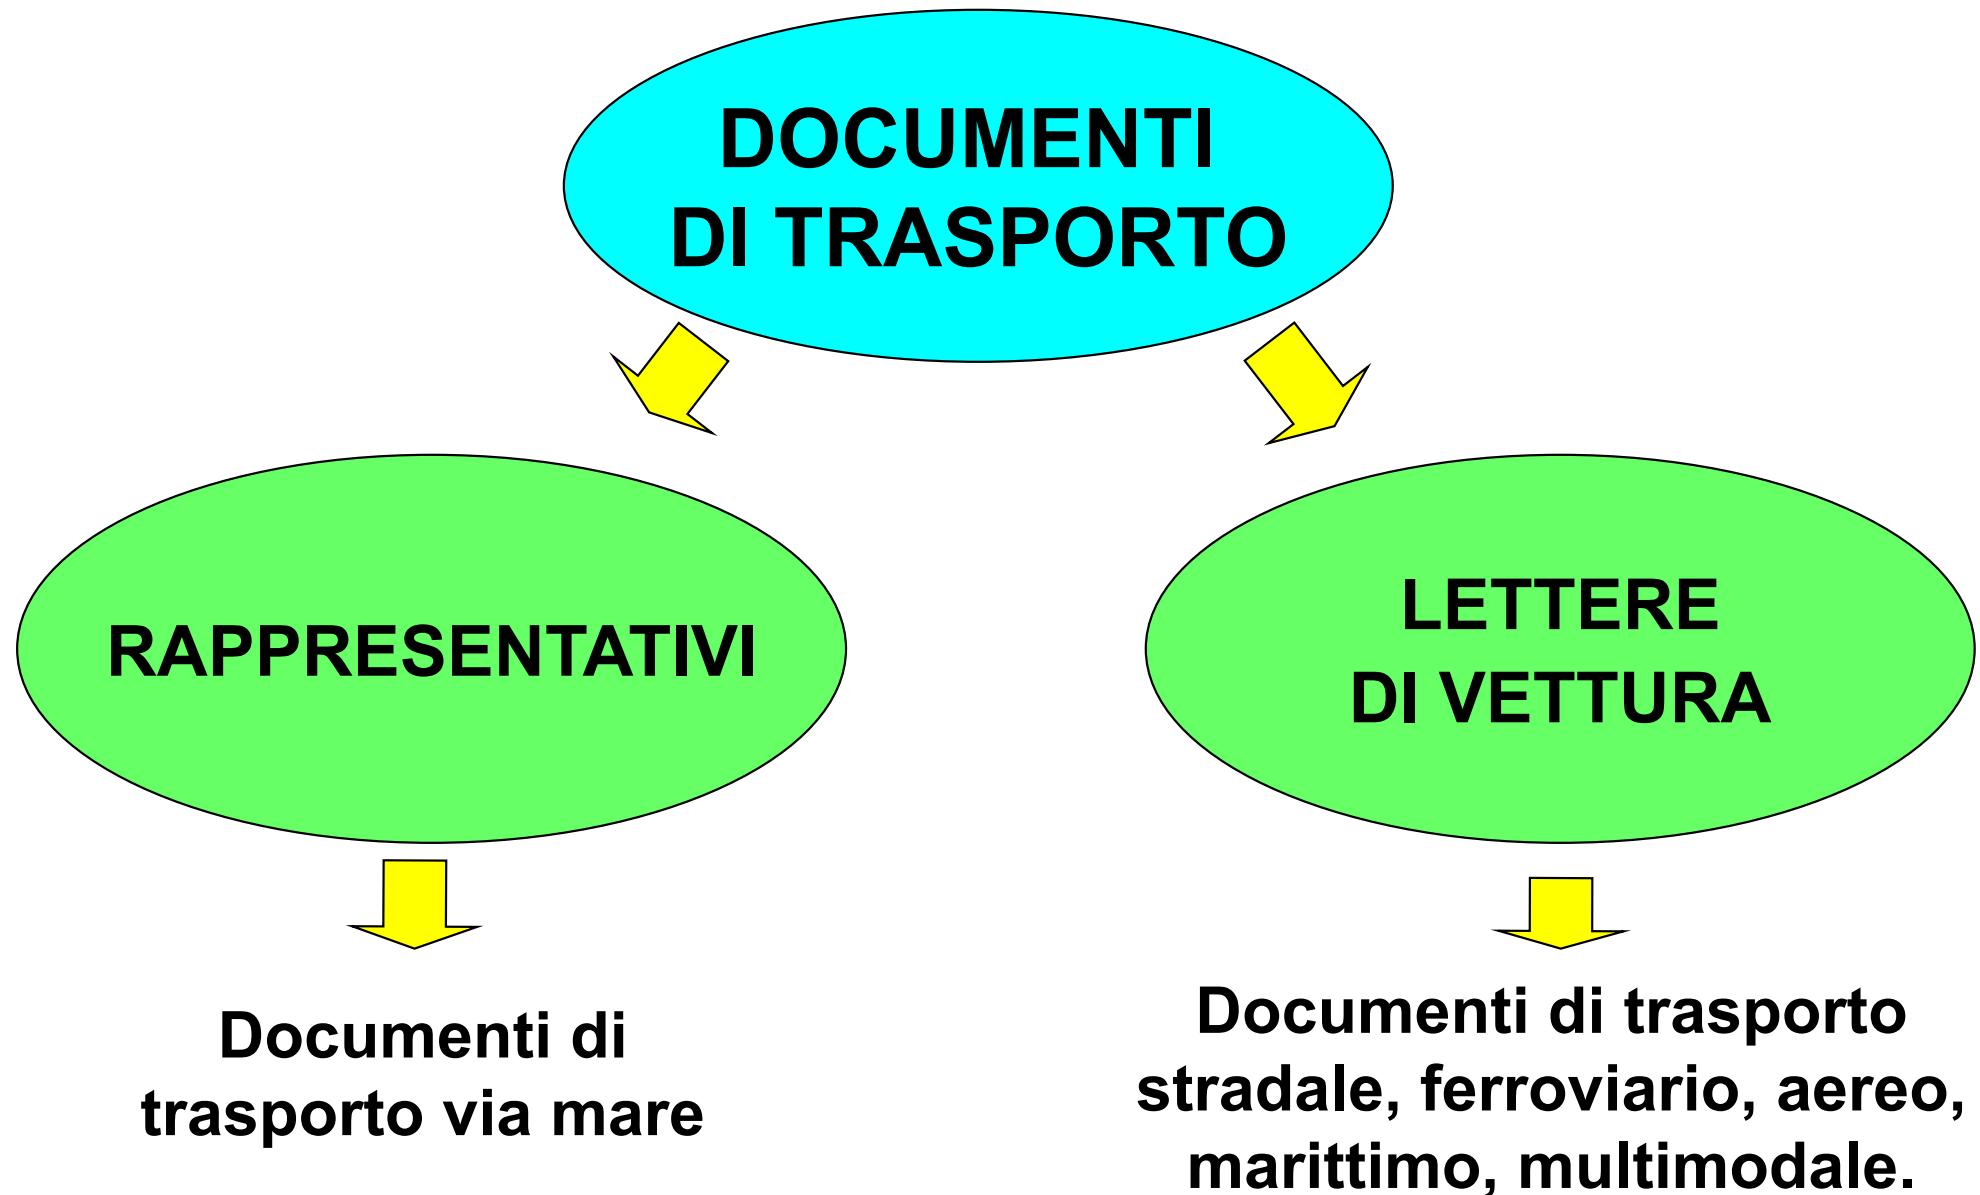 DOCUMENTI
DI TRASPORTO
RAPPRESENTATIVI
LETTERE
DI VETTURA
Documenti di
trasporto via mare
Documenti di trasporto
stradale, ferroviario, aereo,
marittimo, multimodale.